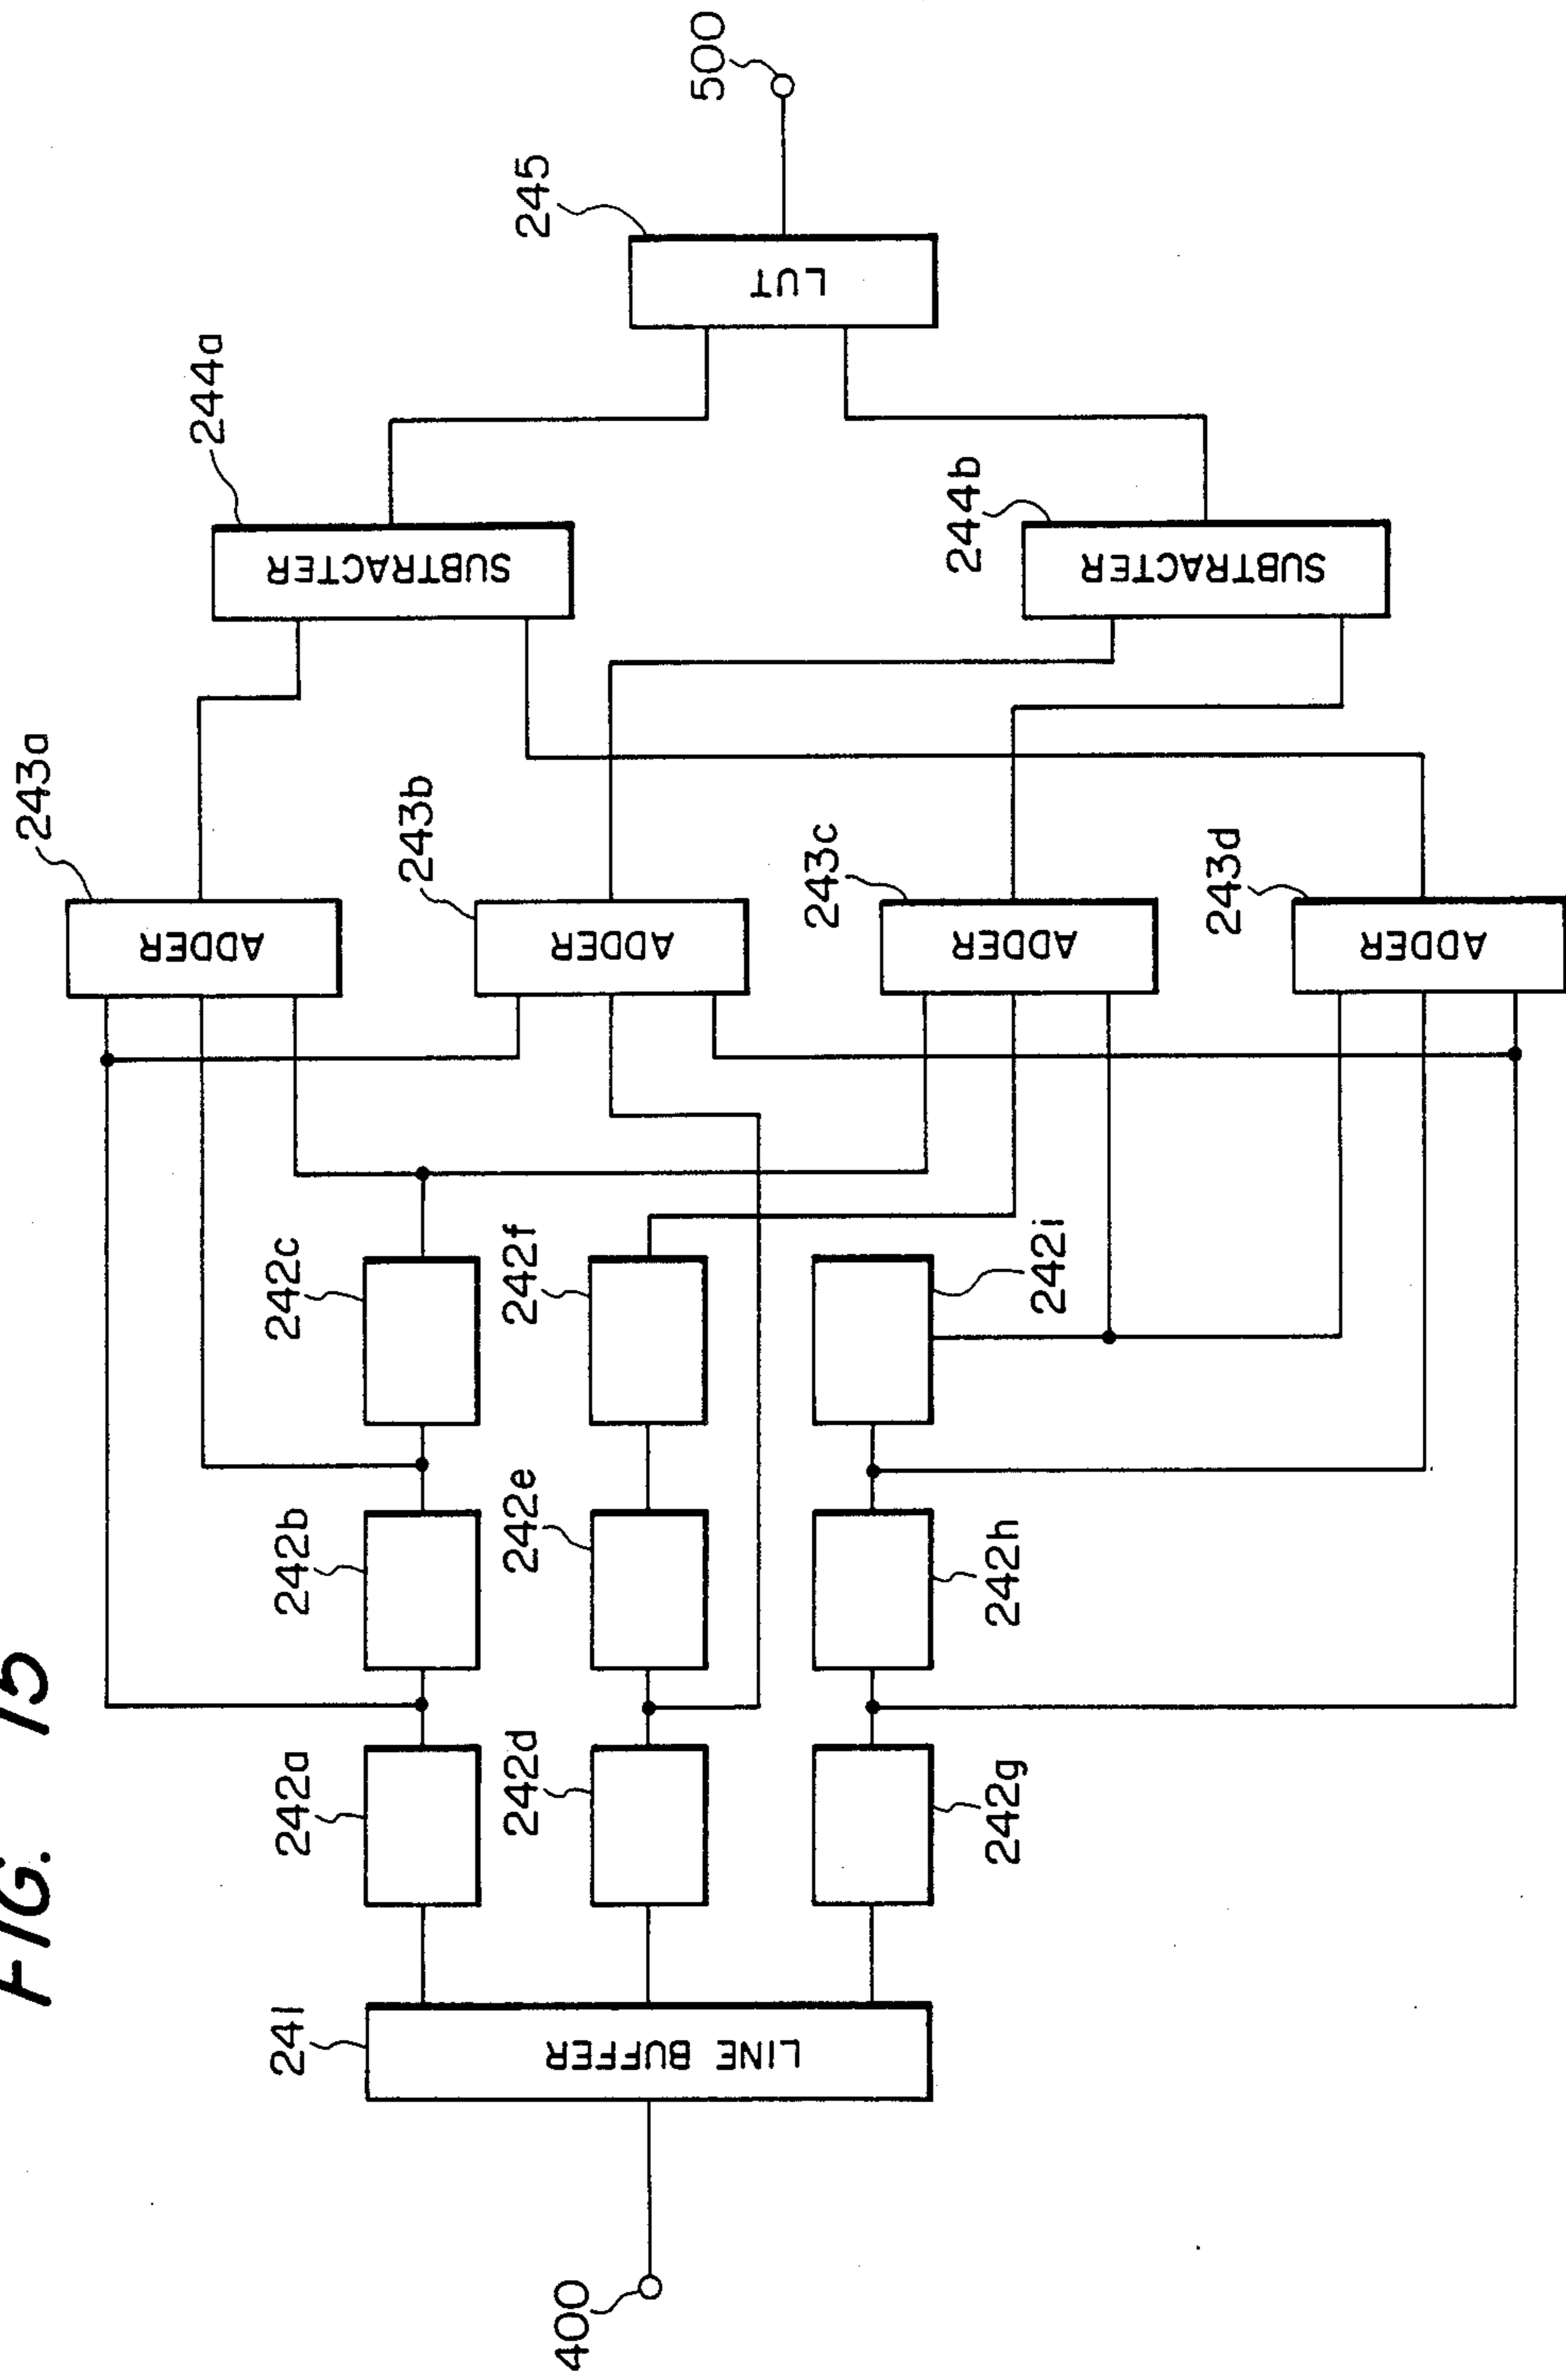 FIG. 15
400
241
LINE BUFFER
242a
242b
242c
242d
242e
242f
242g
242h
242i
243a
ADDER
243b
ADDER
243c
ADDER
243d
ADDER
244a
SUBTRACTER
244b
SUBTRACTER
245
LUT
500